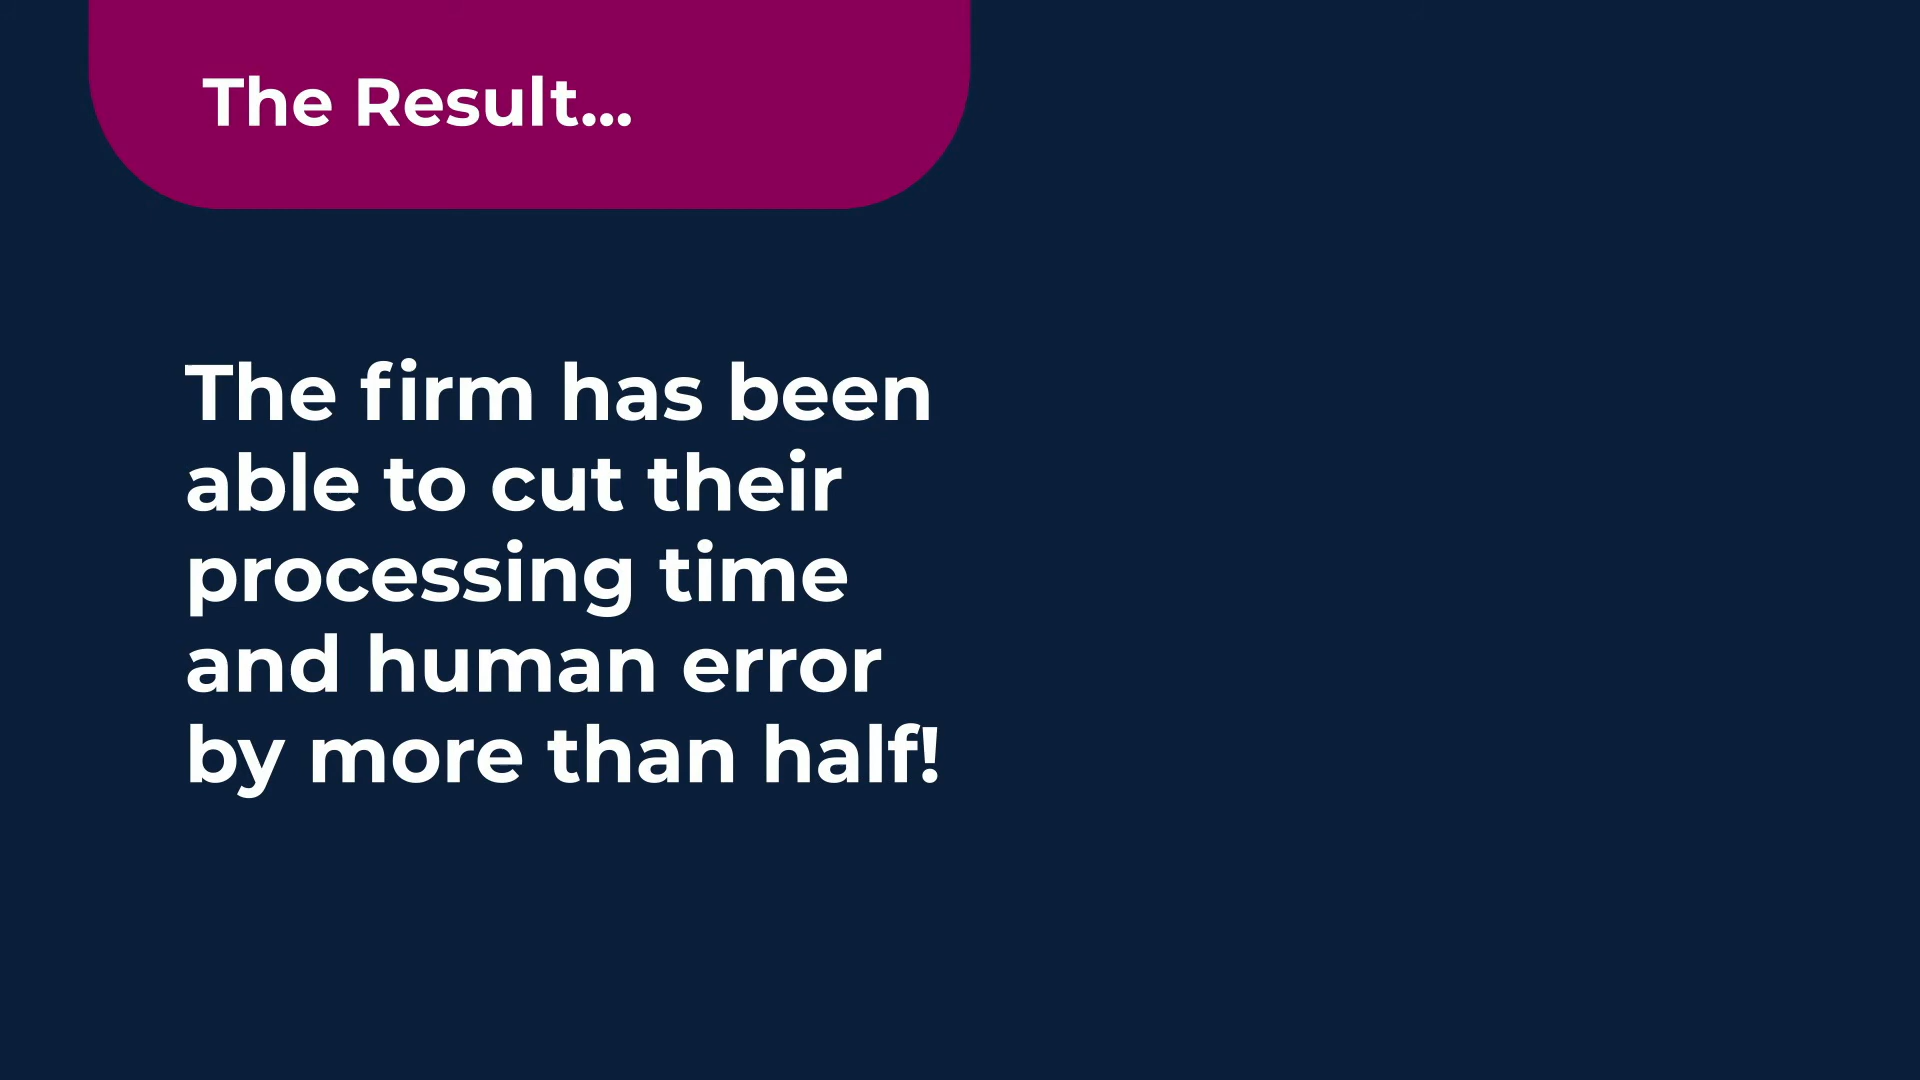 The Result...
The firm has been
able to cut their
processing time
and human error
by more than half!